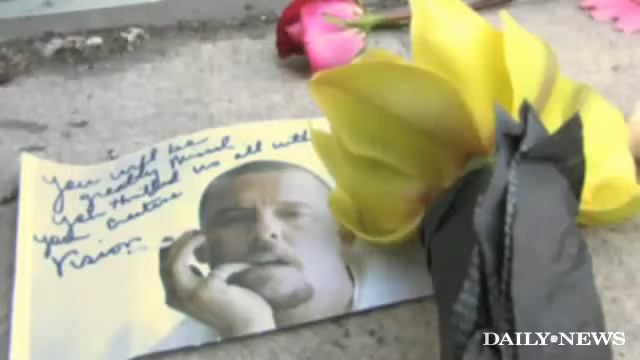 you will be
greatly missed
you thrilled us all with
your creative
vision
DAILY NEWS